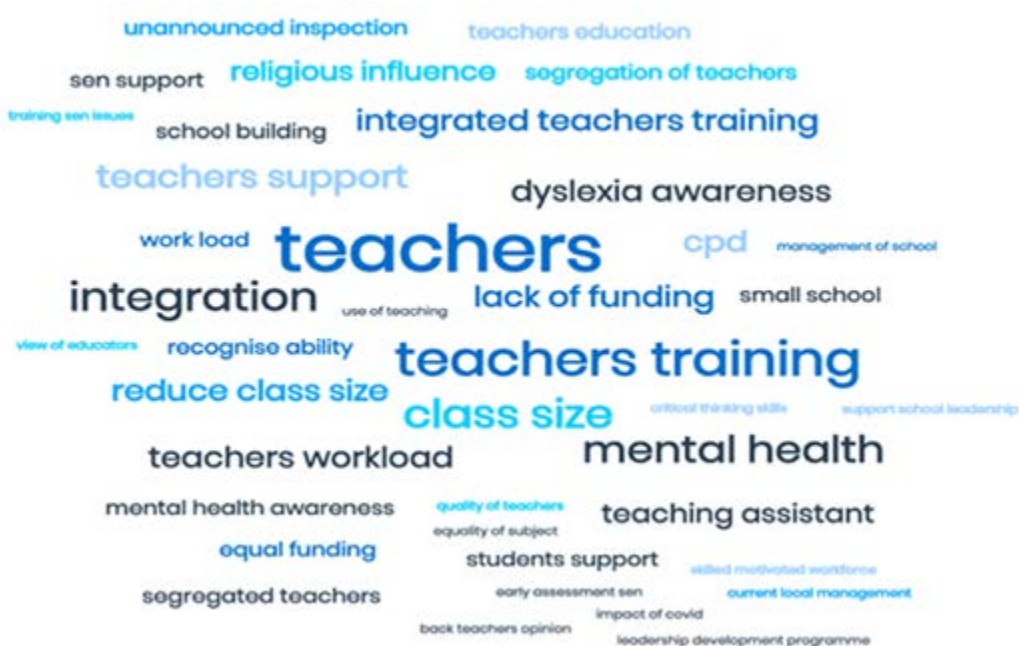 unannounced inspection
teachers education
sen support
religious influence
segregation of teachers
training sen issues
school building
integrated teachers training
teachers support
dyslexia awareness
work load
teachers
cpd
management of school
integration
use of teaching
lack of funding
small school
view of educators
recognise ability
teachers training
reduce class size
class size
critical thinking skills
support school leadership
teachers workload
mental health
mental health awareness
quality of teachers
teaching assistant
equality of subject
equal funding
students support
skilled motivated workforce
segregated teachers
early assessment sen
current local management
impact of covid
back teachers opinion
leadership development programme